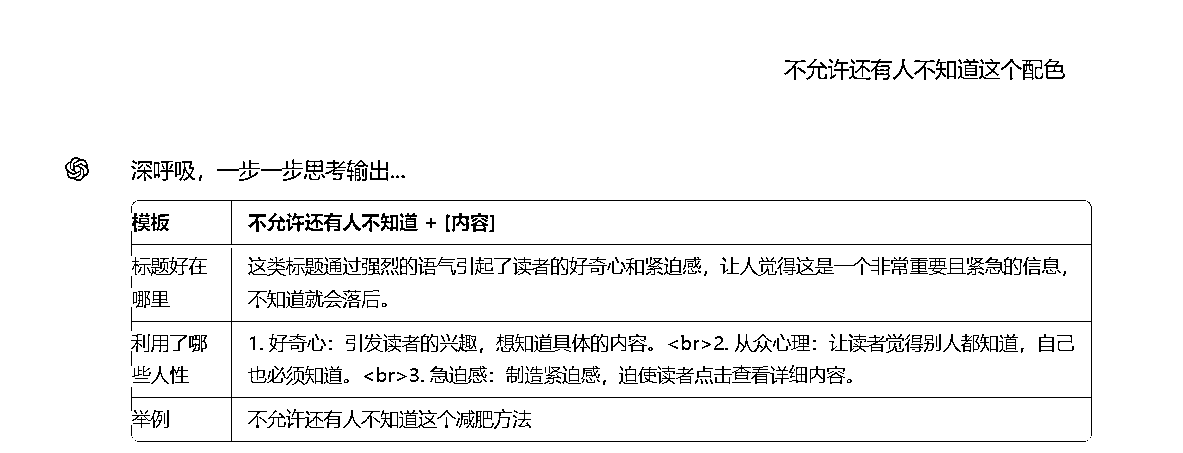 不允许还有人不知道这个配色
深呼吸，一步一步思考输出...
模板 不允许还有人不知道 + [内容]
标题好在 这类标题通过强烈的语气引起了读者的好奇心和紧迫感，让人觉得这是一个非常重要且紧急的信息，
哪里 不知道就会落后。
利用了哪 1. 好奇心：引发读者的兴趣，想知道具体的内容。<br>2. 从众心理：让读者觉得别人都知道，自己
些人性 也必须知道。<br>3. 急迫感：制造紧迫感，迫使读者点击查看详细内容。
举例 不允许还有人不知道这个减肥方法